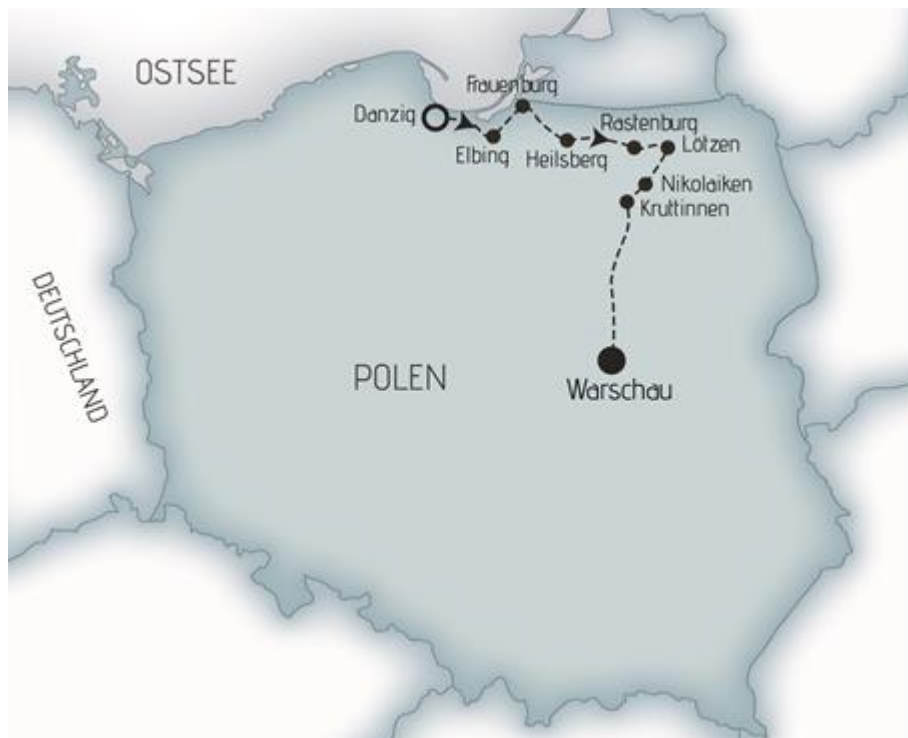 OSTSEE
Frauenburg
Danzig
Rastenburg
Elbing
Heilsberg
Lötzen
Nikolaiken
Kruttinnen
DEUTSCHLAND
POLEN
Warschau